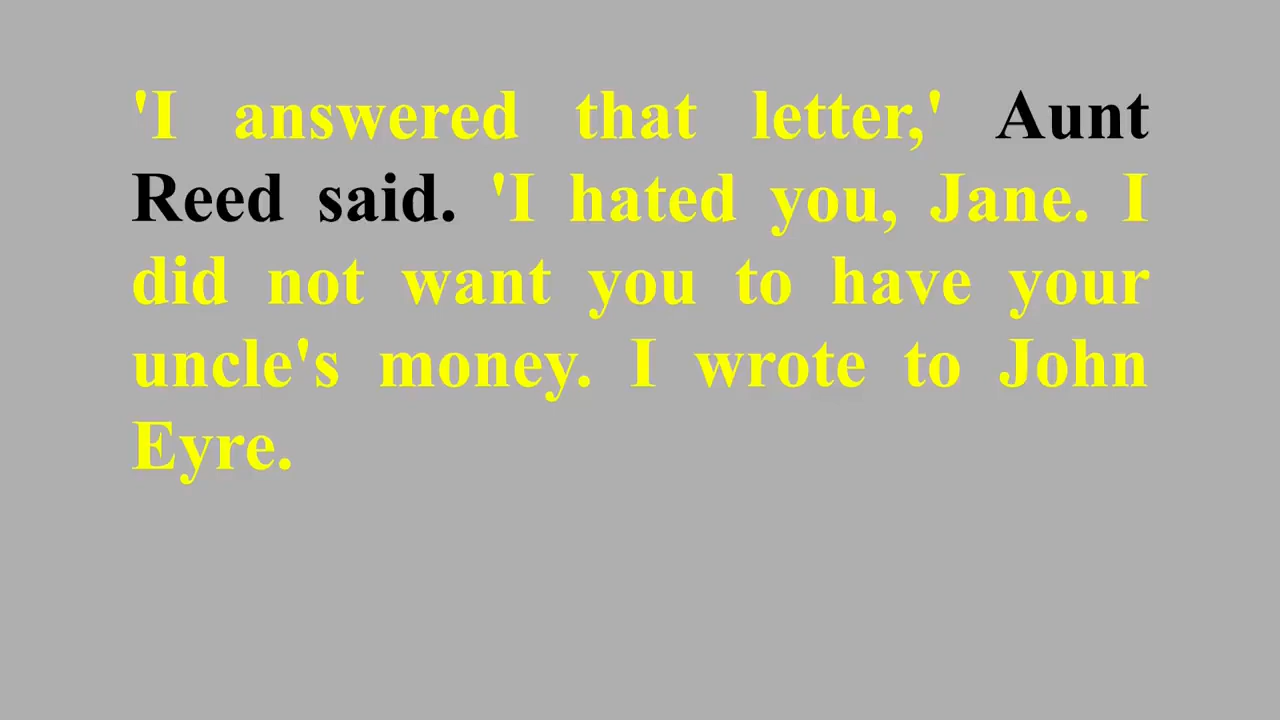 'I answered that letter,' Aunt
Reed said. 'I hated you, Jane. I
did not want you to have your
uncle's money. I wrote to John
Eyre.